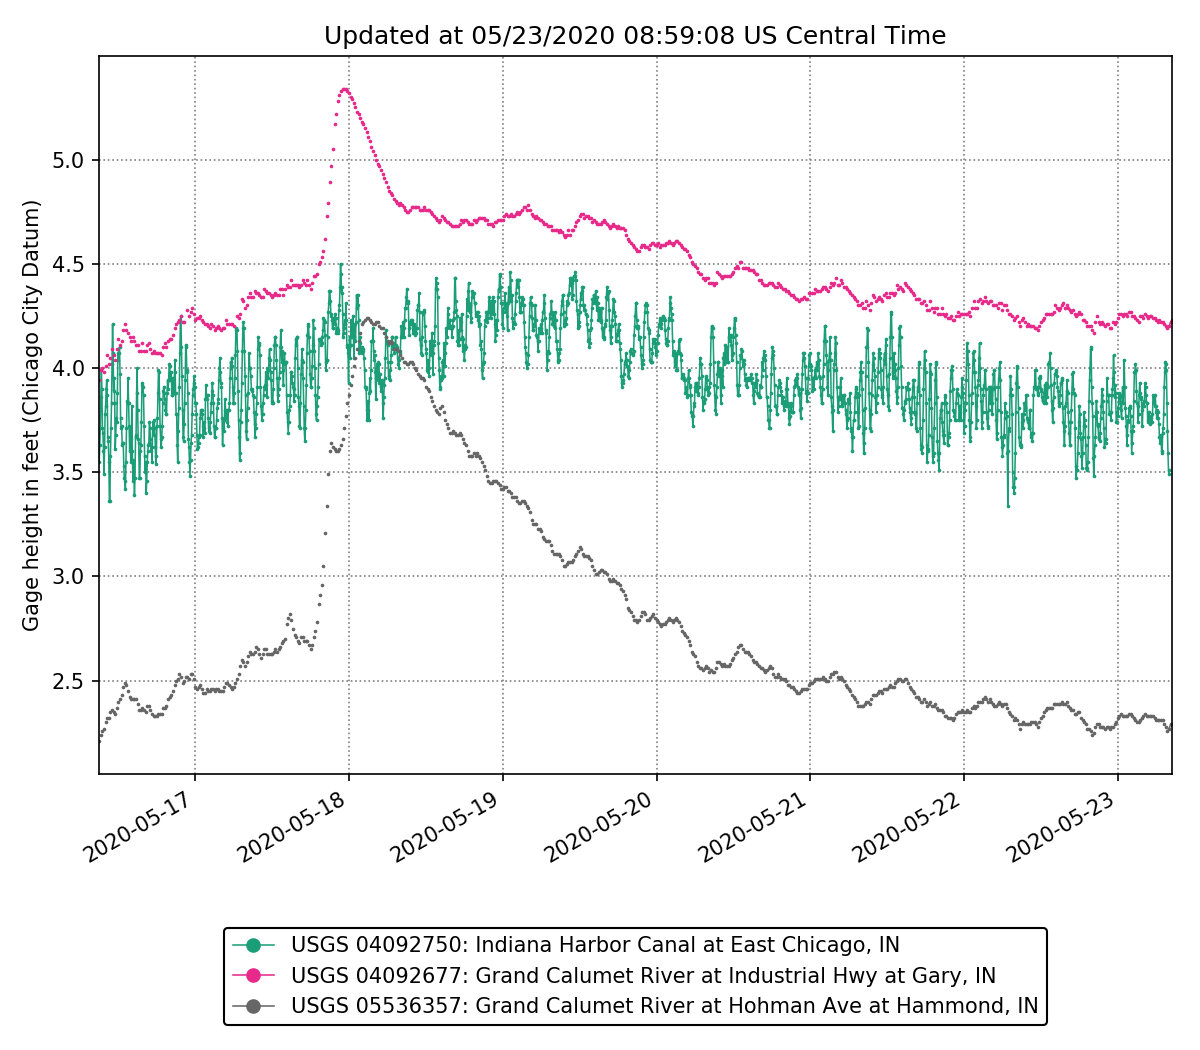 Updated at 05/23/2020 08:59:08 US Central Time
Gage height in feet (Chicago City Datum)
5.0
4.5
4.0
3.5
3.0
2.5
2020-05-17
2020-05-18
2020-05-19
2020-05-20
2020-05-21
2020-05-22
2020-05-23
USGS 04092750: Indiana Harbor Canal at East Chicago, IN
USGS 04092677: Grand Calumet River at Industrial Hwy at Gary, IN
USGS 05536357: Grand Calumet River at Hohman Ave at Hammond, IN